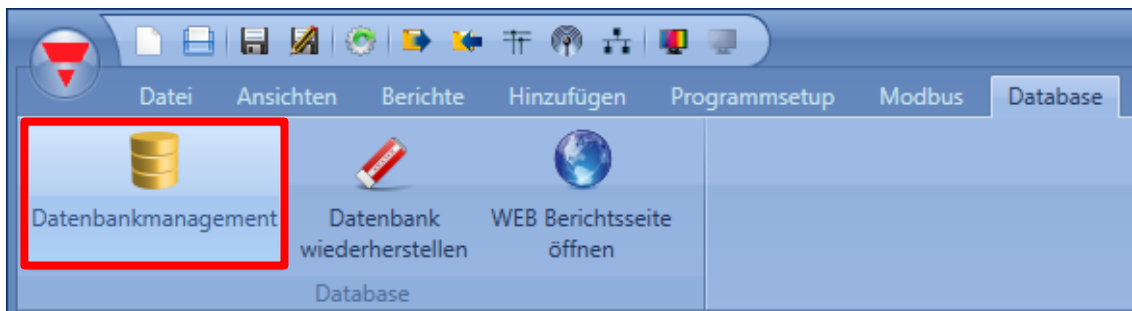 Datei Ansichten Berichte Hinzufügen Programmsetup Modbus Database
Datenbankmanagement
Datenbank
wiederherstellen
WEB Berichtsseite
öffnen
Database